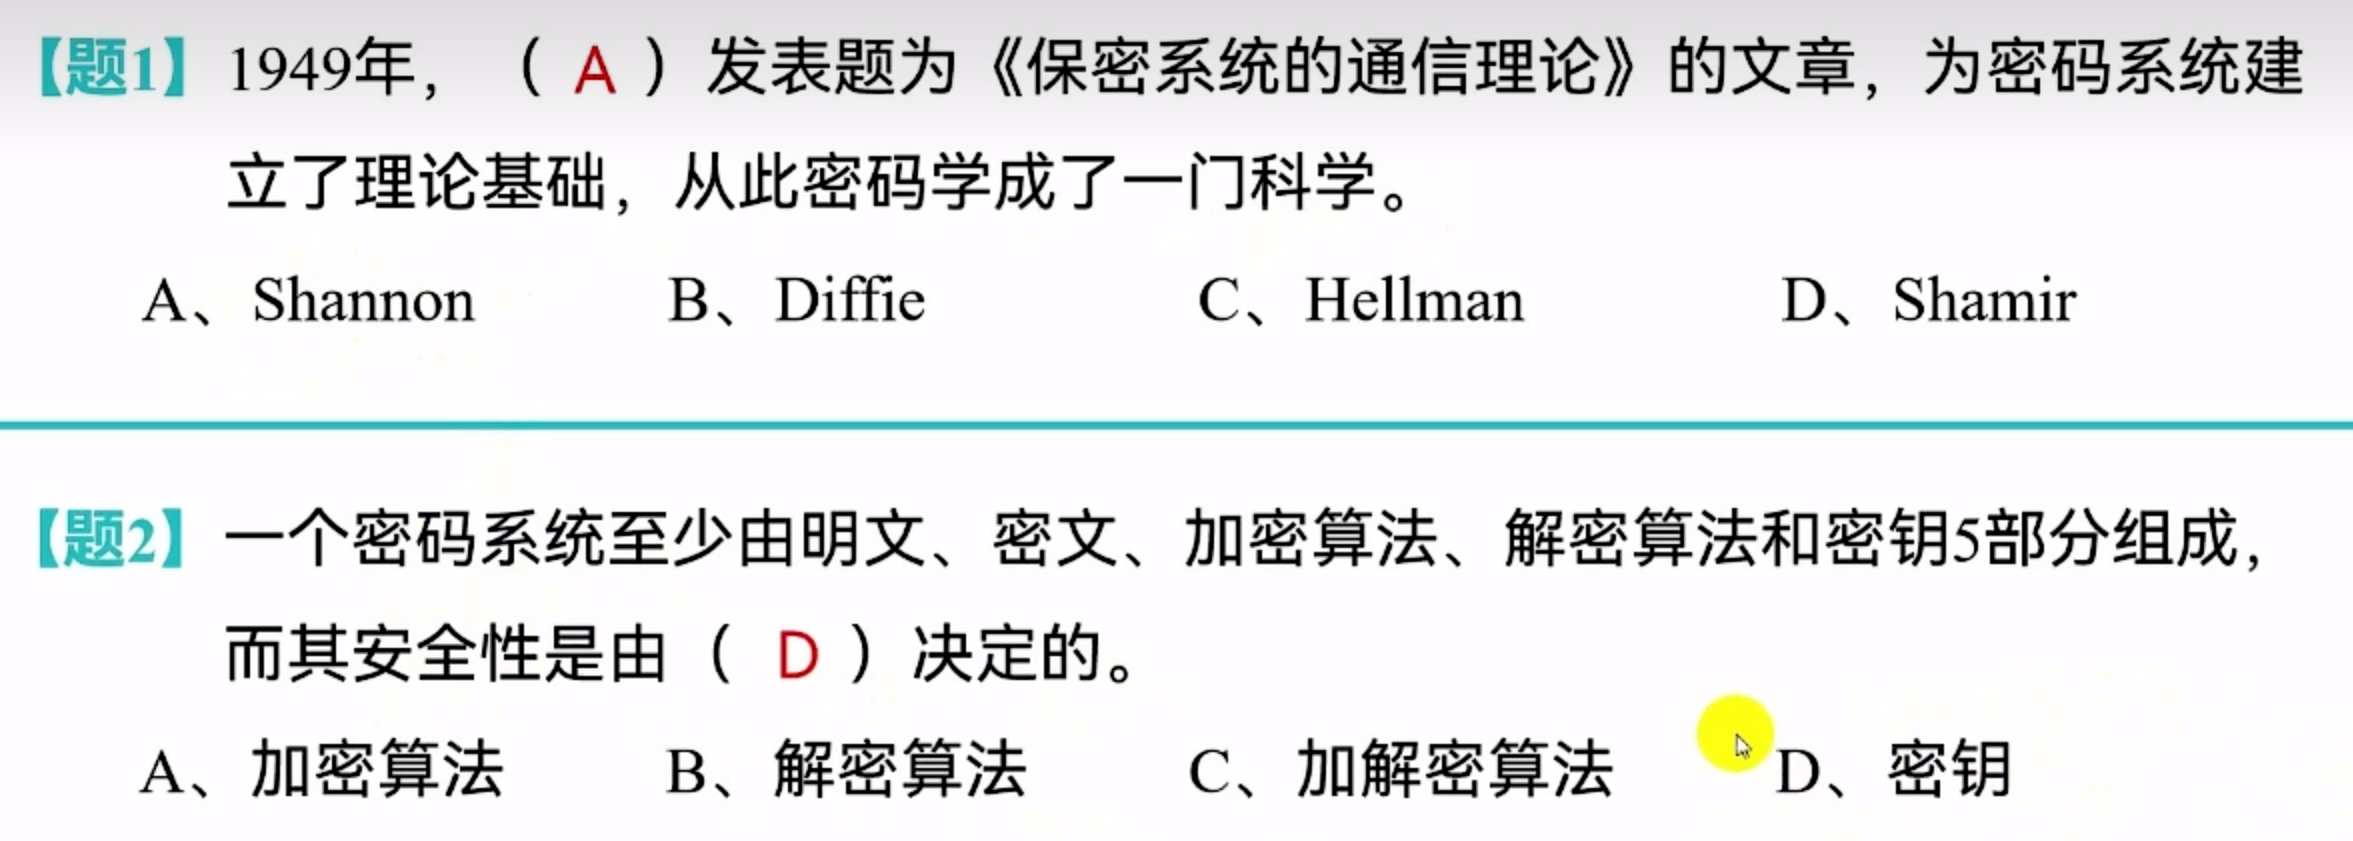 【题1】1949年，（ A ）发表题为《保密系统的通信理论》的文章，为密码系统建
立了理论基础，从此密码学成了一门科学。
A、Shannon B、Diffie C、Hellman D、Shamir
【题2】一个密码系统至少由明文、密文、加密算法、解密算法和密钥5部分组成，
而其安全性是由（ D ）决定的。
A、加密算法 B、解密算法 C、加解密算法 D、密钥